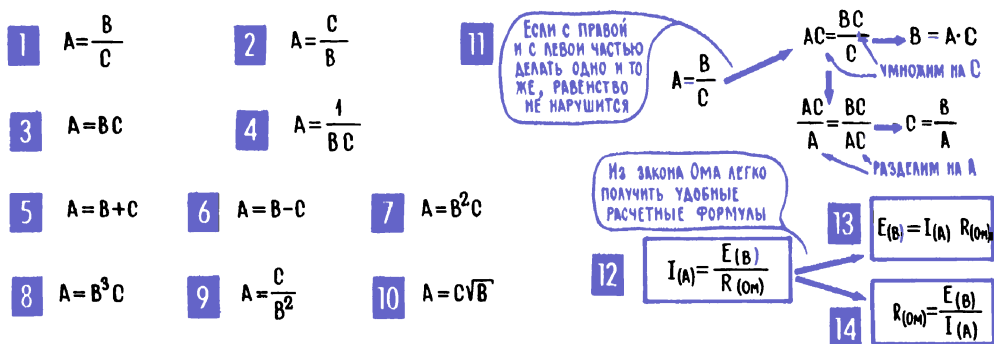 1 A=B/C
2 A=C/B
3 A=BC
4 A=1/BC
5 A=B+C
6 A=B-C
7 A=B²C
8 A=B³C
9 A=C/B²
10 A=C√B
11
Если с правой
и с левой частью
делать одно и то
же, равенство
не нарушится
A=B/C
AC=BC/C
B=A·C
умножим на C
AC/A=BC/AC
C=B/A
разделим на A
Из закона Ома легко
получить удобные
расчетные формулы
12 I(А)=E(В)/R(Ом)
13 E(В)=I(А) R(Ом)
14 R(Ом)=E(В)/I(А)